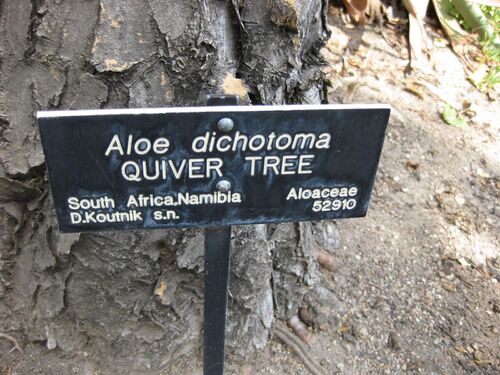 Aloe dichotoma
QUIVER TREE
South Africa,Namibia Aloaceae
D.Koutnik s.n. 52910